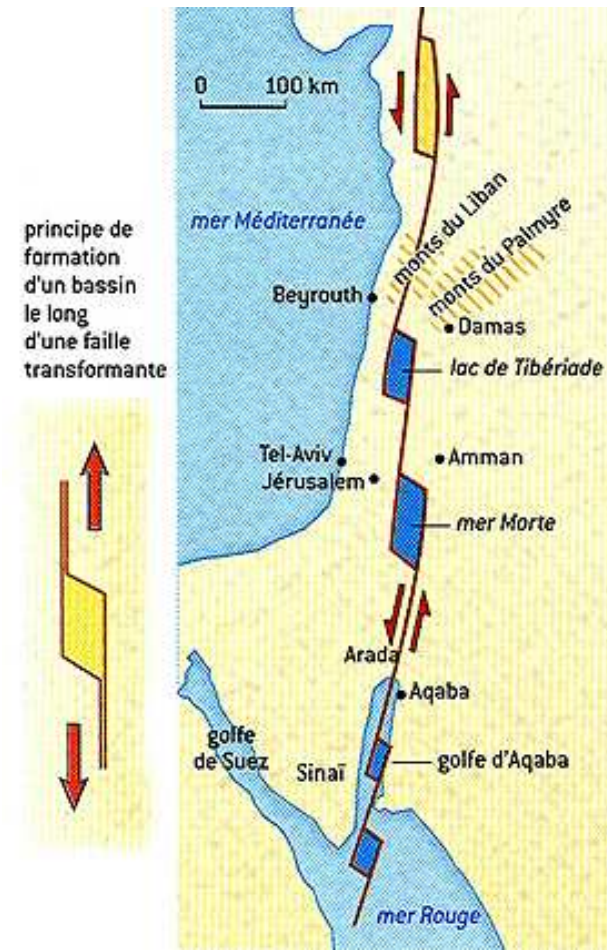 0 100 km
mer Méditerranée
principe de
formation
d'un bassin
le long
d'une faille
transformante
monts du Liban
monts du Palmyre
Beyrouth
Damas
lac de Tibériade
Tel-Aviv
Jérusalem
Amman
mer Morte
Arada
Aqaba
golfe
de Suez
Sinaï
golfe d'Aqaba
mer Rouge